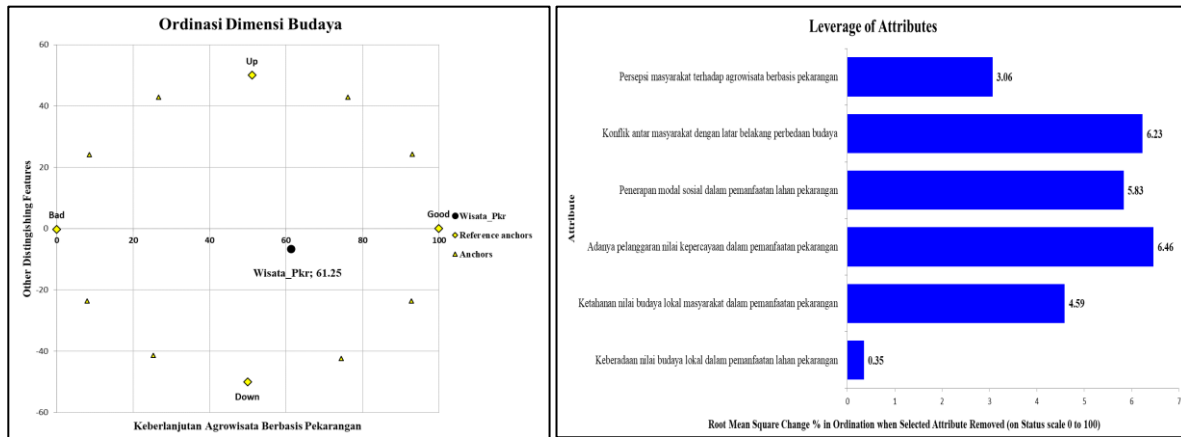 Ordinasi Dimensi Budaya
60
40
20
0
-20
-40
-60
0
20
40
60
80
100
Up
Bad
Good
Down
Wisata_Pkr; 61.25
Wisata_Pkr
Reference anchors
Anchors
Other Distingishing Features
Keberlanjutan Agrowisata Berbasis Pekarangan
Leverage of Attributes
Attribute
Persepsi masyarakat terhadap agrowisata berbasis pekarangan
3.06
Konflik antar masyarakat dengan latar belakang perbedaan budaya
6.23
Penerapan modal sosial dalam pemanfaatan lahan pekarangan
5.83
Adanya pelanggaran nilai kepercayaan dalam pemanfaatan pekarangan
6.46
Ketahanan nilai budaya lokal masyarakat dalam pemanfaatan pekarangan
4.59
Keberadaan nilai budaya lokal dalam pemanfaatan lahan pekarangan
0.35
0 1 2 3 4 5 6 7
Root Mean Square Change % in Ordination when Selected Attribute Removed (on Status scale 0 to 100)